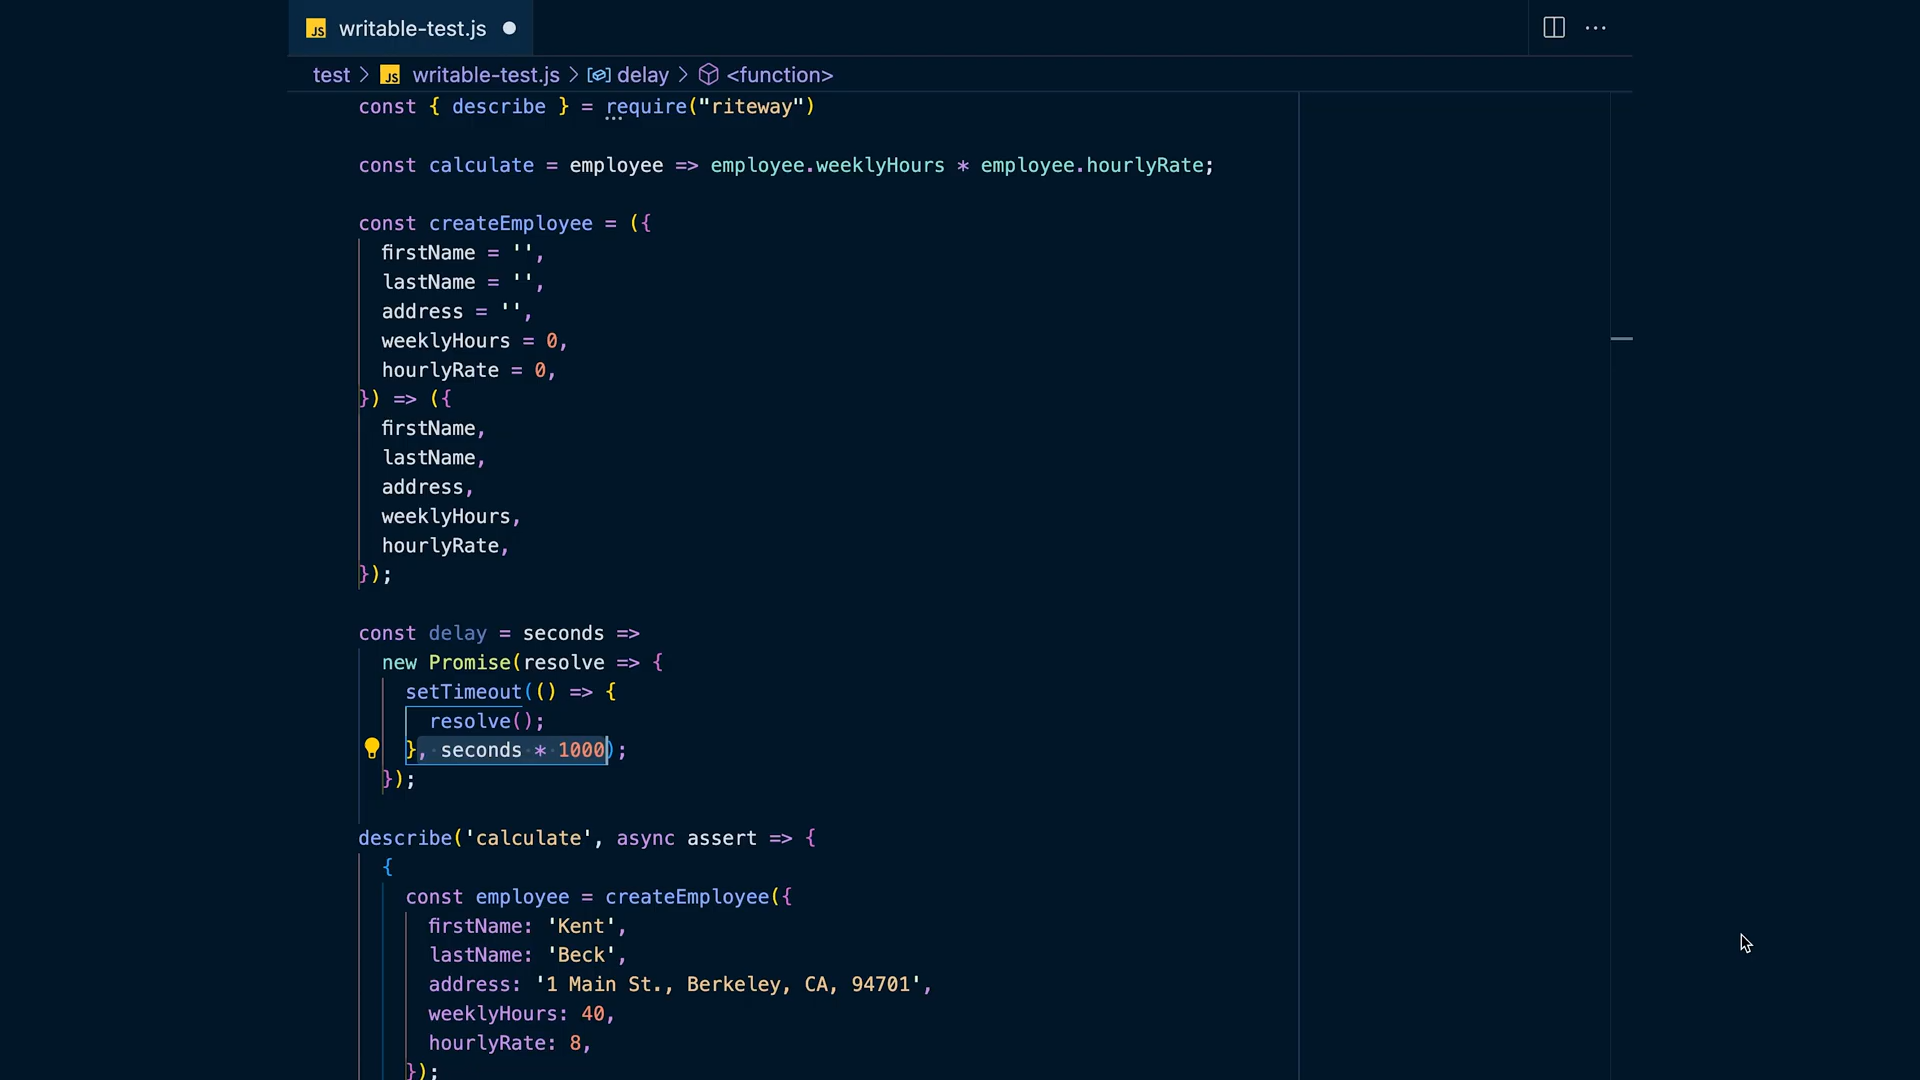 JS writable-test.js
test > JS writable-test.js > delay > <function>
const { describe } = require("riteway")
const calculate = employee => employee.weeklyHours * employee.hourlyRate;
const createEmployee = ({
firstName = '',
lastName = '',
address = '',
weeklyHours = 0,
hourlyRate = 0,
}) => ({
firstName,
lastName,
address,
weeklyHours,
hourlyRate,
});
const delay = seconds =>
new Promise(resolve => {
setTimeout(() => {
resolve();
}, seconds * 1000);
});
describe('calculate', async assert => {
{
const employee = createEmployee({
firstName: 'Kent',
lastName: 'Beck',
address: '1 Main St., Berkeley, CA, 94701',
weeklyHours: 40,
hourlyRate: 8,
});